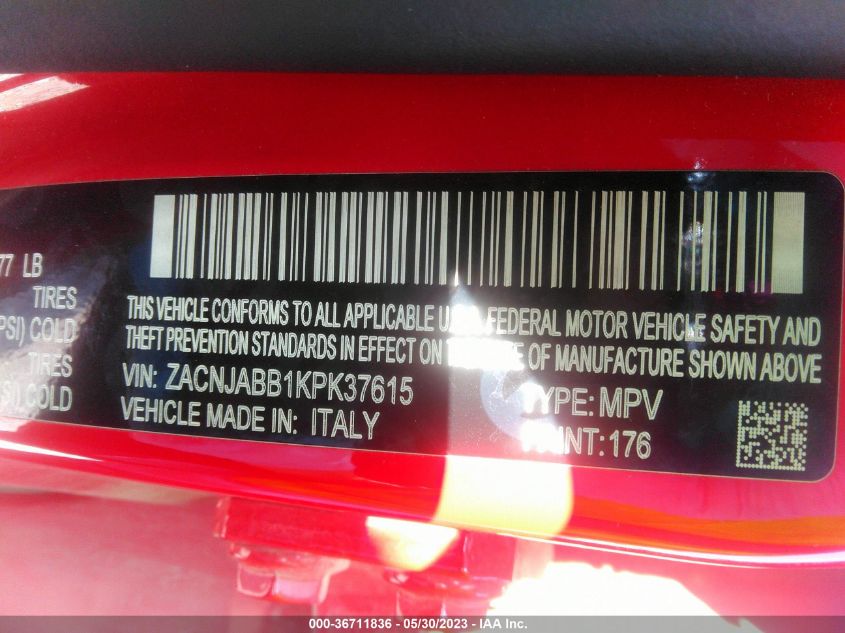 77 LB
TIRES
PSI) COLD
TIRES
SI) COLD
THIS VEHICLE CONFORMS TO ALL APPLICABLE FEDERAL MOTOR VEHICLE SAFETY AND
THEFT PREVENTION STANDARDS IN EFFECT ON OF MANUFACTURE SHOWN ABOVE
VIN: ZACNJABB1KPK37615 TYPE: MPV
VEHICLE MADE IN: ITALY 176
000-36711836 - 05/30/2023 - IAA Inc.